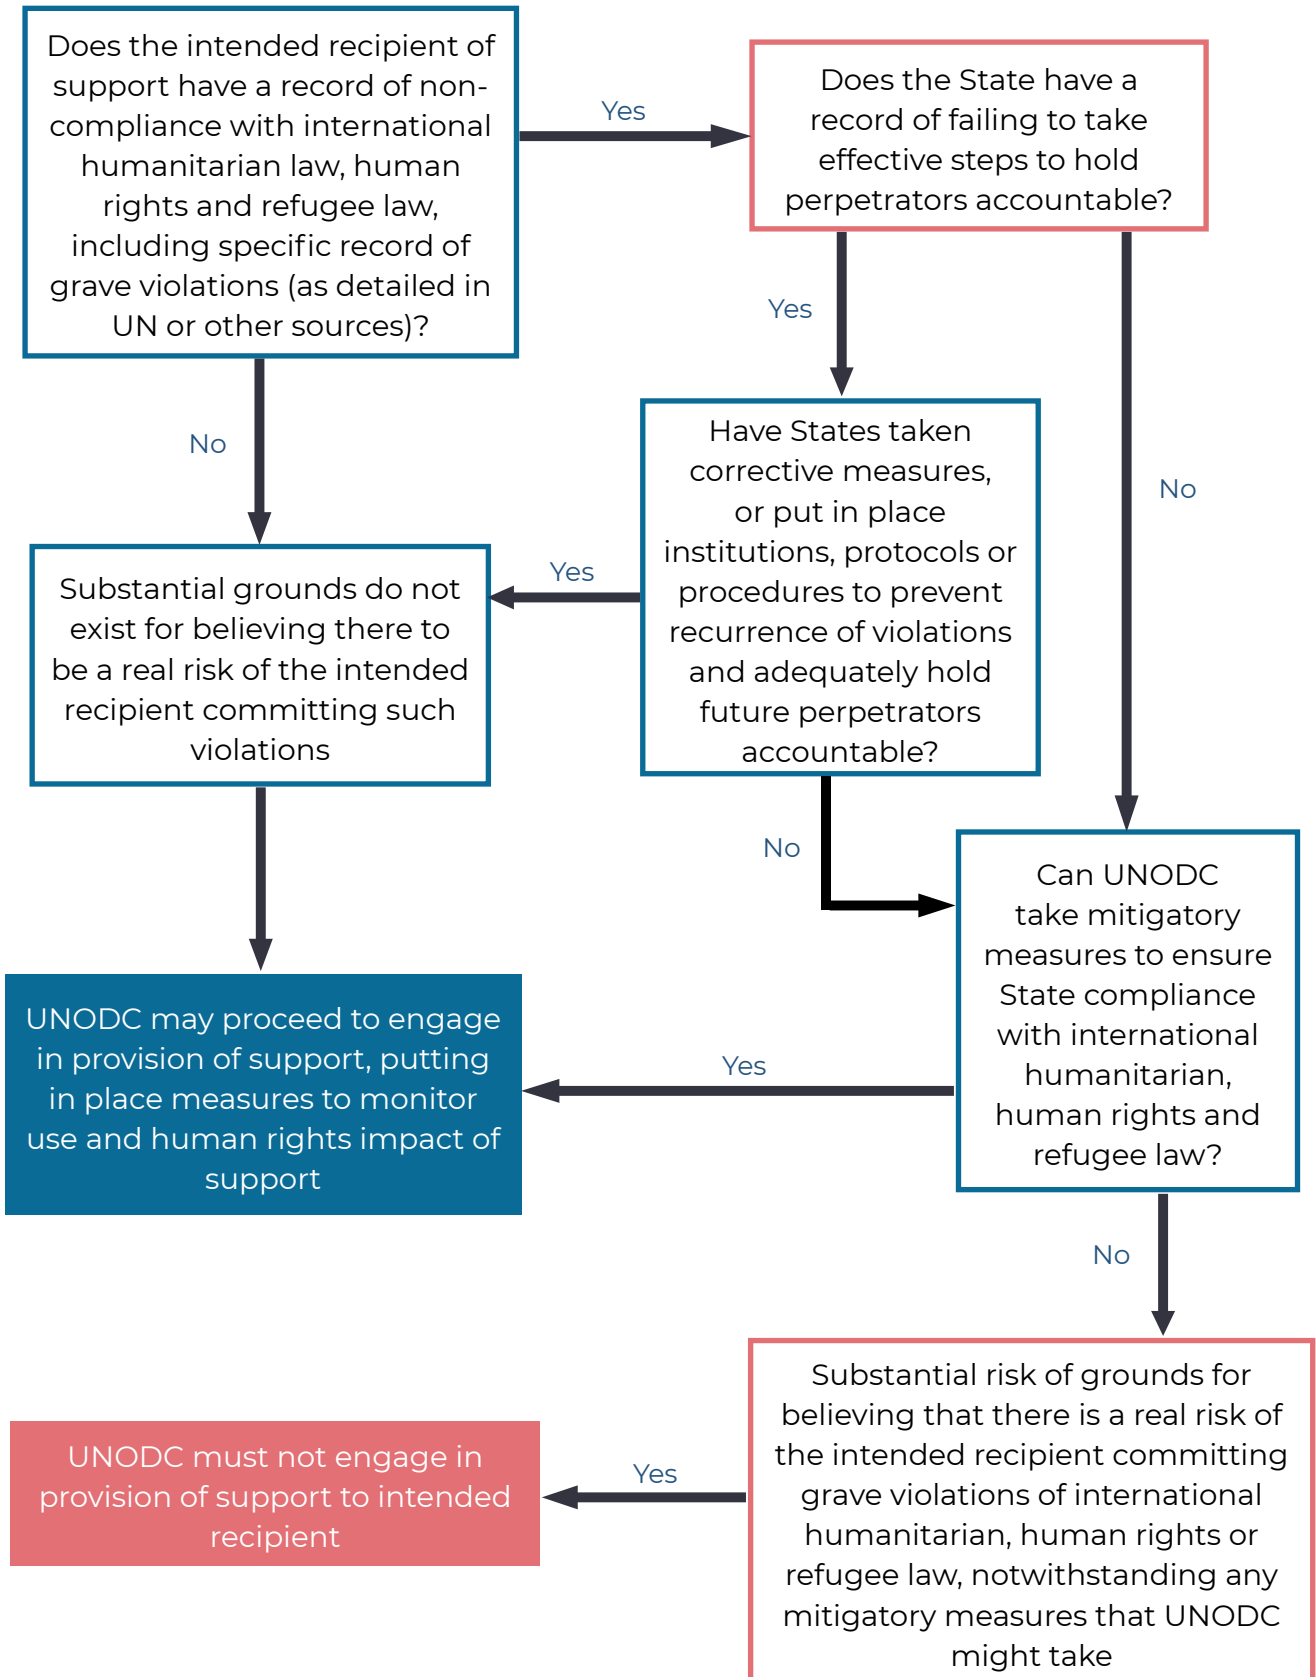 Does the intended recipient of
support have a record of non-
compliance with international
humanitarian law, human
rights and refugee law,
including specific record of
grave violations (as detailed in
UN or other sources)?
Yes
Does the State have a
record of failing to take
effective steps to hold
perpetrators accountable?
Yes
No
No
Have States taken
corrective measures,
or put in place
institutions, protocols or
procedures to prevent
recurrence of violations
and adequately hold
future perpetrators
accountable?
Yes
Substantial grounds do not
exist for believing there to
be a real risk of the intended
recipient committing such
violations
No
Can UNODC
take mitigatory
measures to ensure
State compliance
with international
humanitarian,
human rights and
refugee law?
Yes
UNODC may proceed to engage
in provision of support, putting
in place measures to monitor
use and human rights impact of
support
No
Substantial risk of grounds for
believing that there is a real risk of
the intended recipient committing
grave violations of international
humanitarian, human rights or
refugee law, notwithstanding any
mitigatory measures that UNODC
might take
Yes
UNODC must not engage in
provision of support to intended
recipient